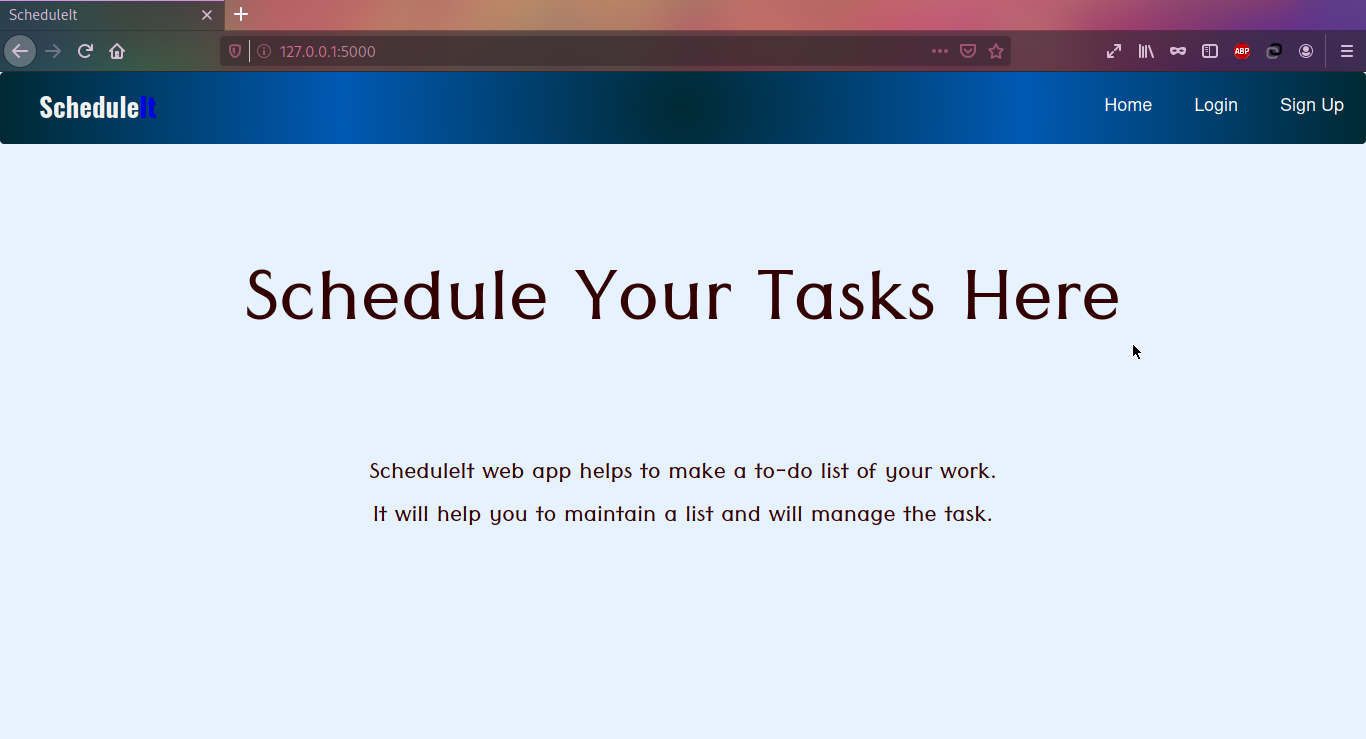 ScheduleIt
127.0.0.1:5000
ABP
ScheduleIt
Home
Login
Sign Up
Schedule Your Tasks Here
ScheduleIt web app helps to make a to-do list of your work.
It will help you to maintain a list and will manage the task.